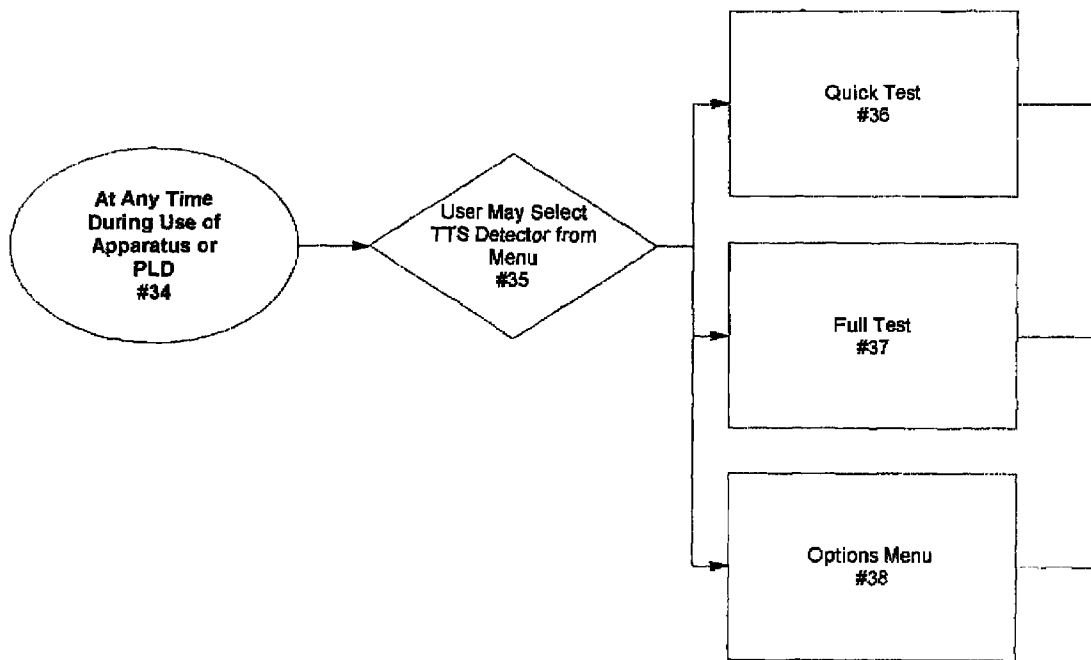 At Any Time
During Use of
Apparatus or
PLD
#34
User May Select
TTS Detector from
Menu
#35
Quick Test
#36
Full Test
#37
Options Menu
#38